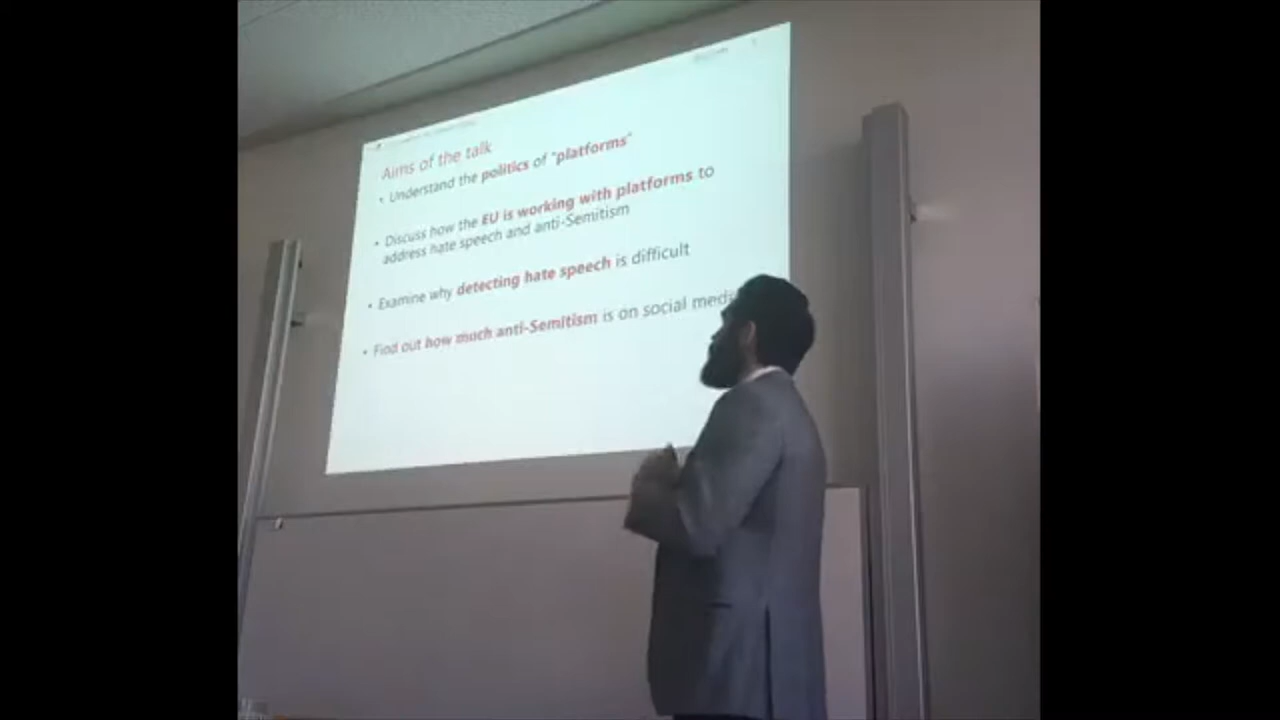 Aims of the talk
• Understand the politics of "platforms"
• Discuss how the EU is working with platforms to
address hate speech and anti-Semitism
• Examine why detecting hate speech is difficult
• Find out how much anti-Semitism is on social